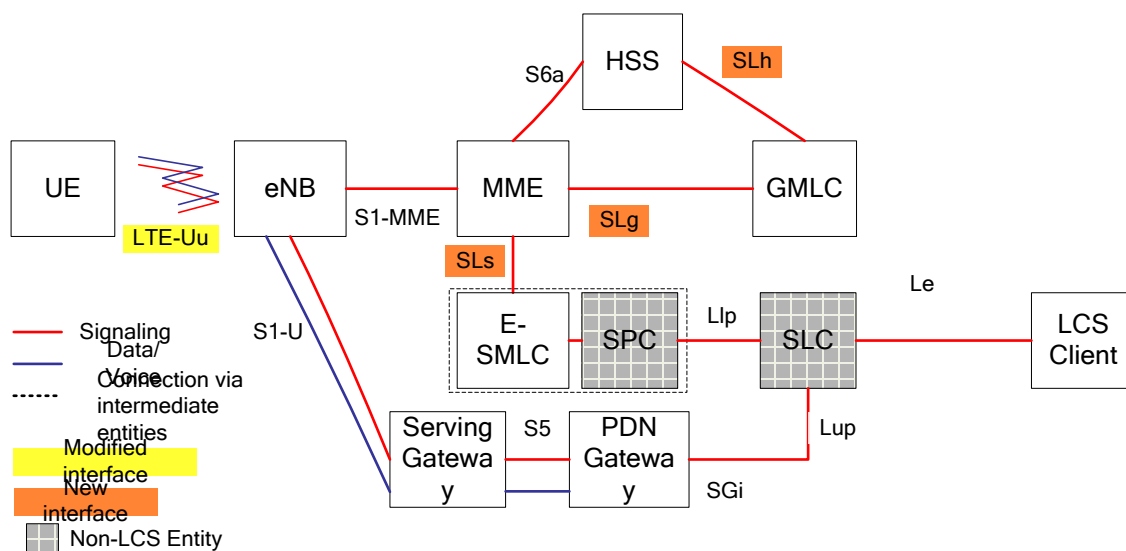 HSS
SLh
S6a
UE
eNB
MME
GMLC
S1-MME
SLg
LTE-Uu
SLs
Le
Llp
E-
SMLC
SPC
SLC
LCS
Client
Signaling
Data/
Voice
S1-U
Connection via
intermediate
entities
Serving
Gatewa
y
S5
PDN
Gatewa
y
Lup
SGi
Modified
interface
New
interface
Non-LCS Entity